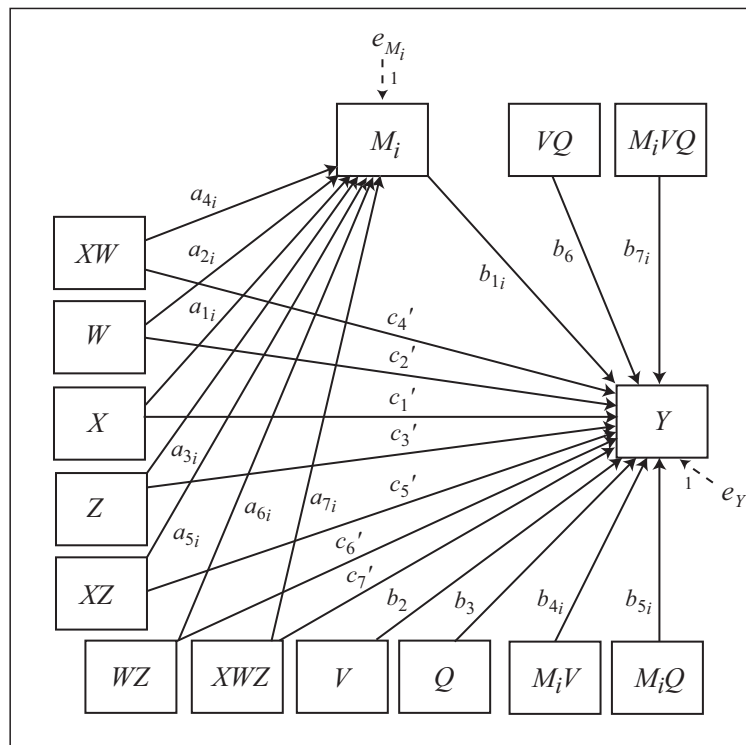 e_{M_i}
1
M_i
VQ
M_iVQ
a_{4i}
XW
a_{2i}
b_{1i}
b_6
b_{7i}
a_{1i}
W
c_4′
c_2′
X
c_1′
Y
c_3′
a_{3i}
Z
c_5′
a_{7i}
1
e_Y
a_{6i}
a_{5i}
c_6′
XZ
c_7′
b_2
b_3
b_{4i}
b_{5i}
WZ
XWZ
V
Q
M_iV
M_iQ